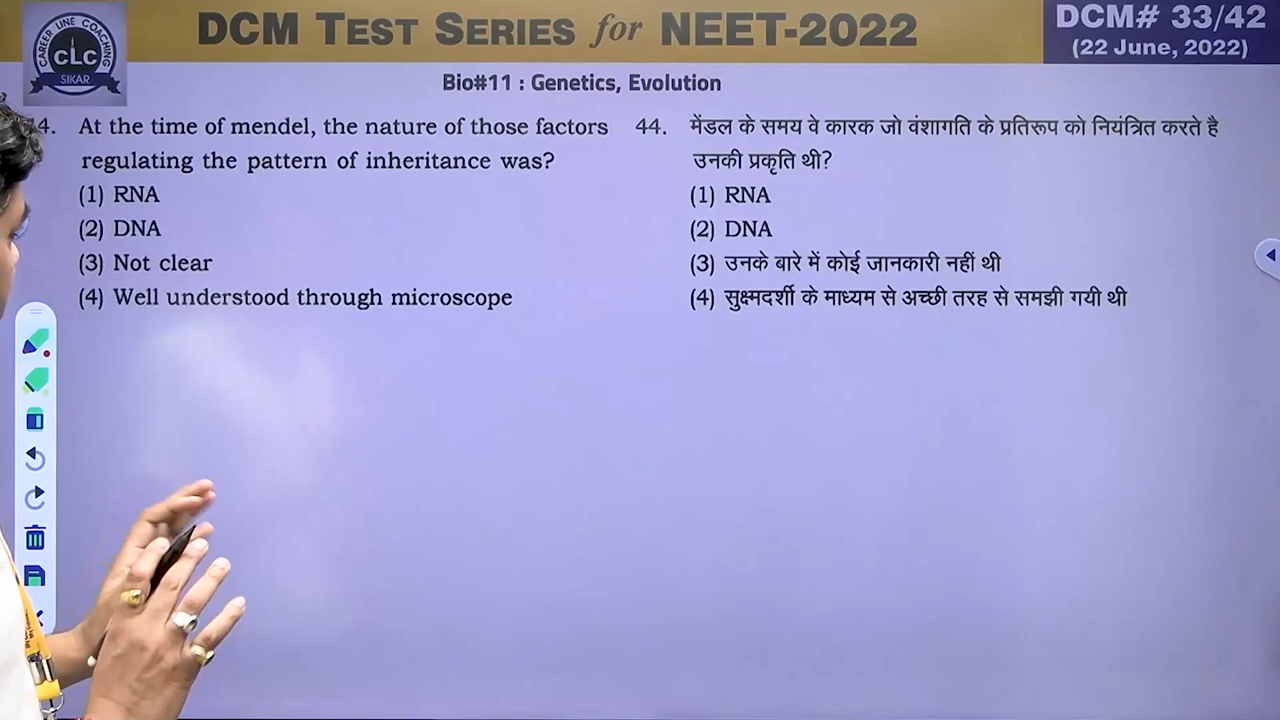 DCM TEST SERIES for NEET-2022
DCM# 33/42
(22 June, 2022)
CAREER LINE COACHING
CLC
SIKAR
Bio#11 : Genetics, Evolution
4. At the time of mendel, the nature of those factors
regulating the pattern of inheritance was?
(1) RNA
(2) DNA
(3) Not clear
(4) Well understood through microscope
44. मेंडल के समय वे कारक जो वंशागति के प्रतिरूप को नियंत्रित करते है
उनकी प्रकृति थी?
(1) RNA
(2) DNA
(3) उनके बारे में कोई जानकारी नहीं थी
(4) सुक्ष्मदर्शी के माध्यम से अच्छी तरह से समझी गयी थी